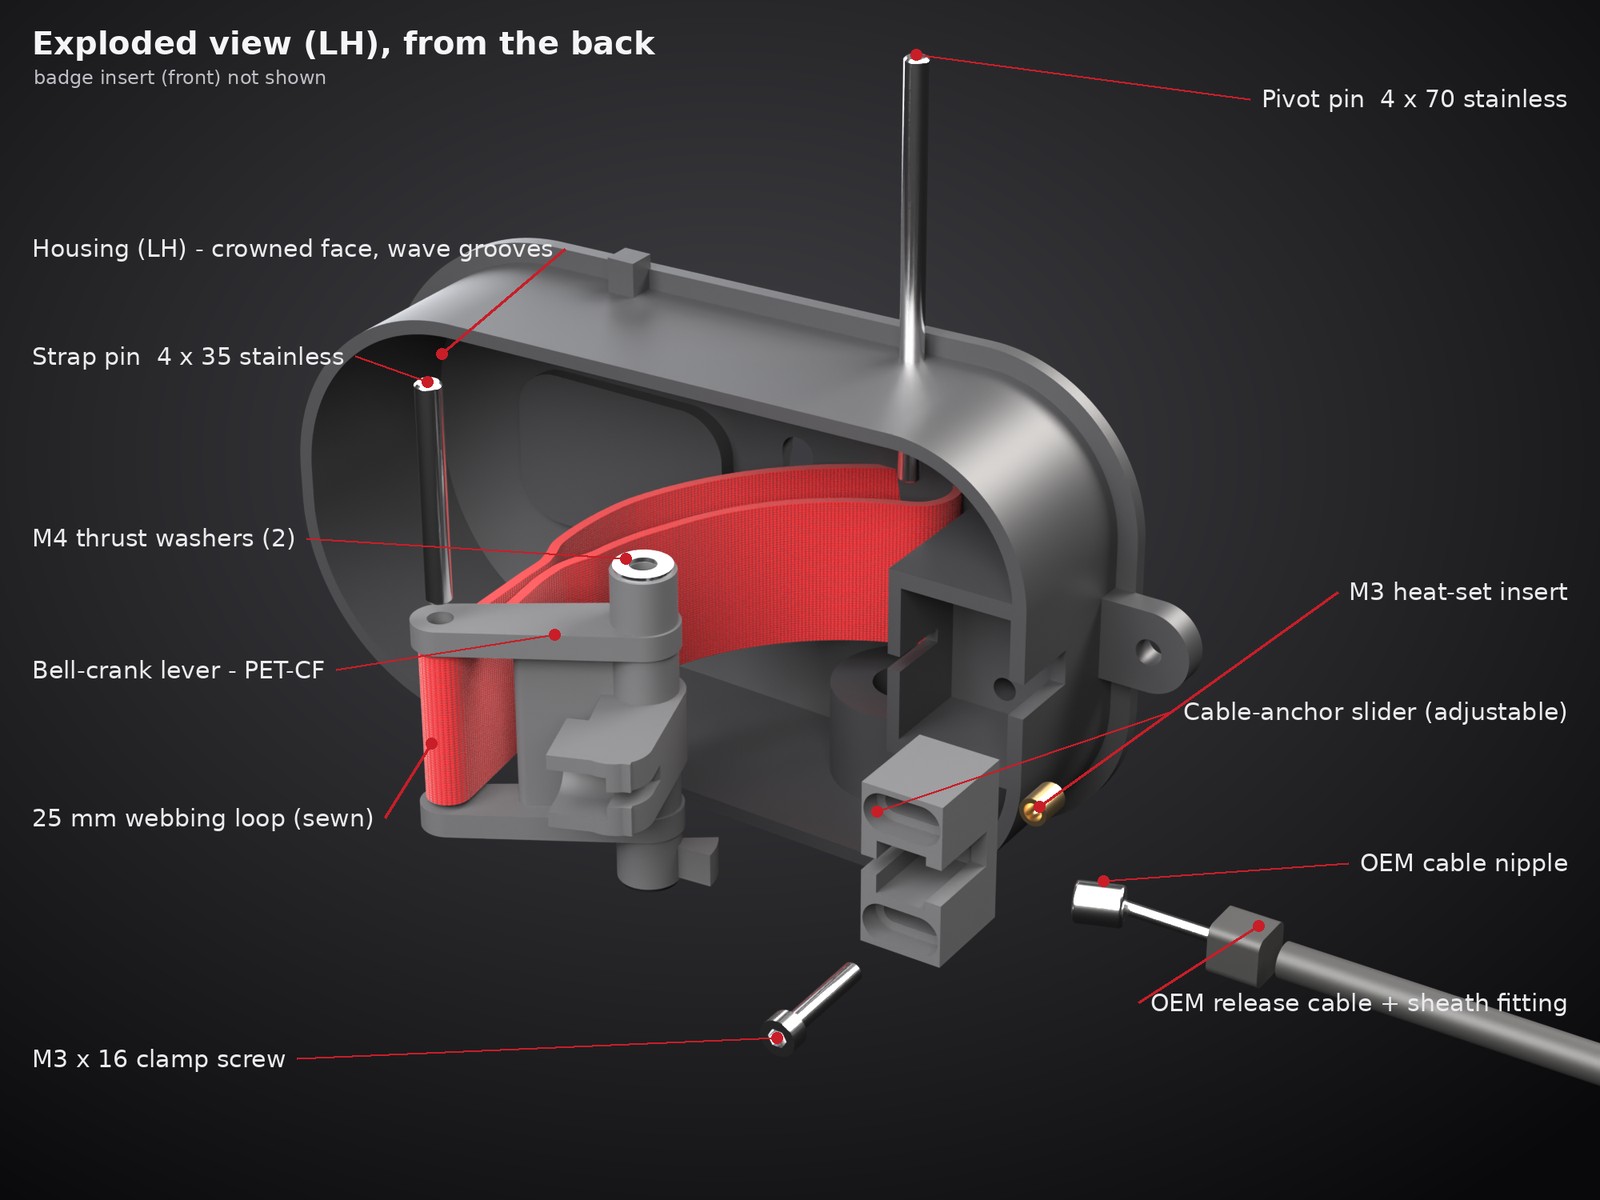 Exploded view (LH), from the back
badge insert (front) not shown
Pivot pin  4 x 70 stainless
Housing (LH) - crowned face, wave grooves
Strap pin  4 x 35 stainless
M4 thrust washers (2)
M3 heat-set insert
Bell-crank lever - PET-CF
Cable-anchor slider (adjustable)
25 mm webbing loop (sewn)
OEM cable nipple
OEM release cable + sheath fitting
M3 x 16 clamp screw